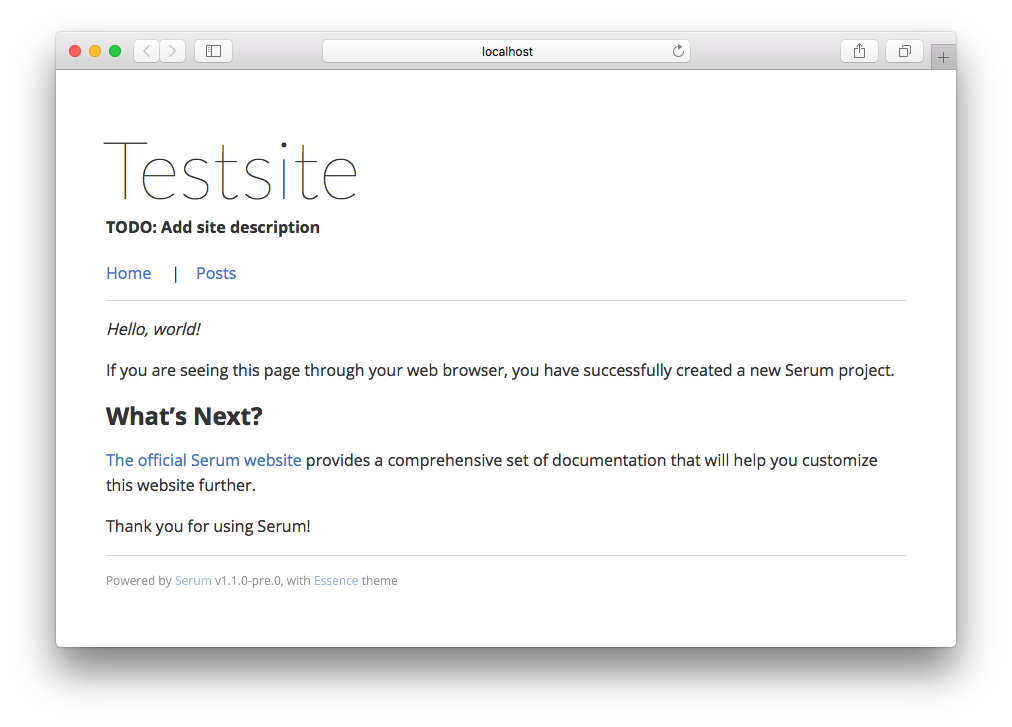 localhost
Testsite
TODO: Add site description
Home | Posts
Hello, world!
If you are seeing this page through your web browser, you have successfully created a new Serum project.
What’s Next?
The official Serum website provides a comprehensive set of documentation that will help you customize
this website further.
Thank you for using Serum!
Powered by Serum v1.1.0-pre.0, with Essence theme